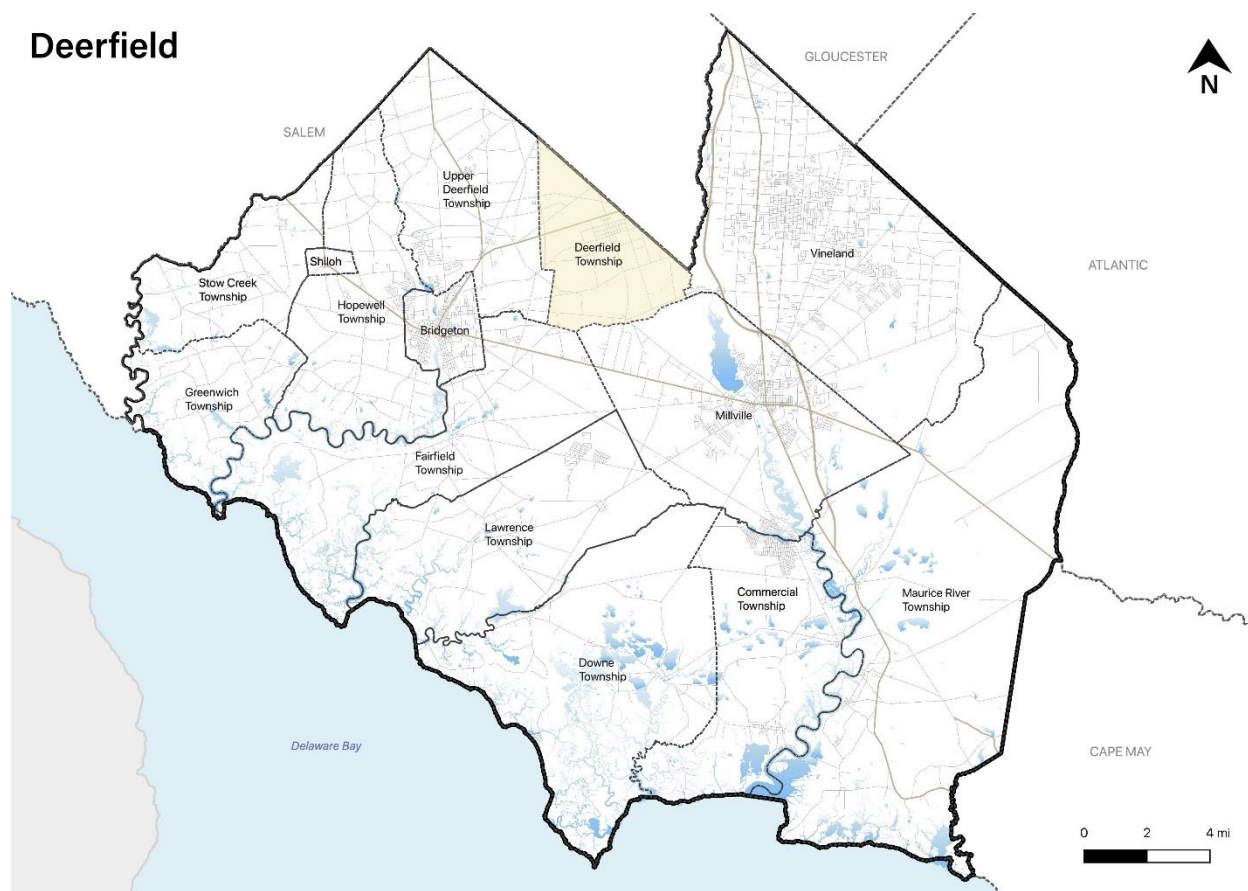 Deerfield
GLOUCESTER
N
SALEM
Upper
Deerfield
Township
Deerfield
Township
Vineland
Shiloh
ATLANTIC
Stow Creek
Township
Hopewell
Township
Bridgeton
Greenwich
Township
Millville
Fairfield
Township
Lawrence
Township
Commercial
Township
Maurice River
Township
Downe
Township
Delaware Bay
CAPE MAY
0 2 4 mi